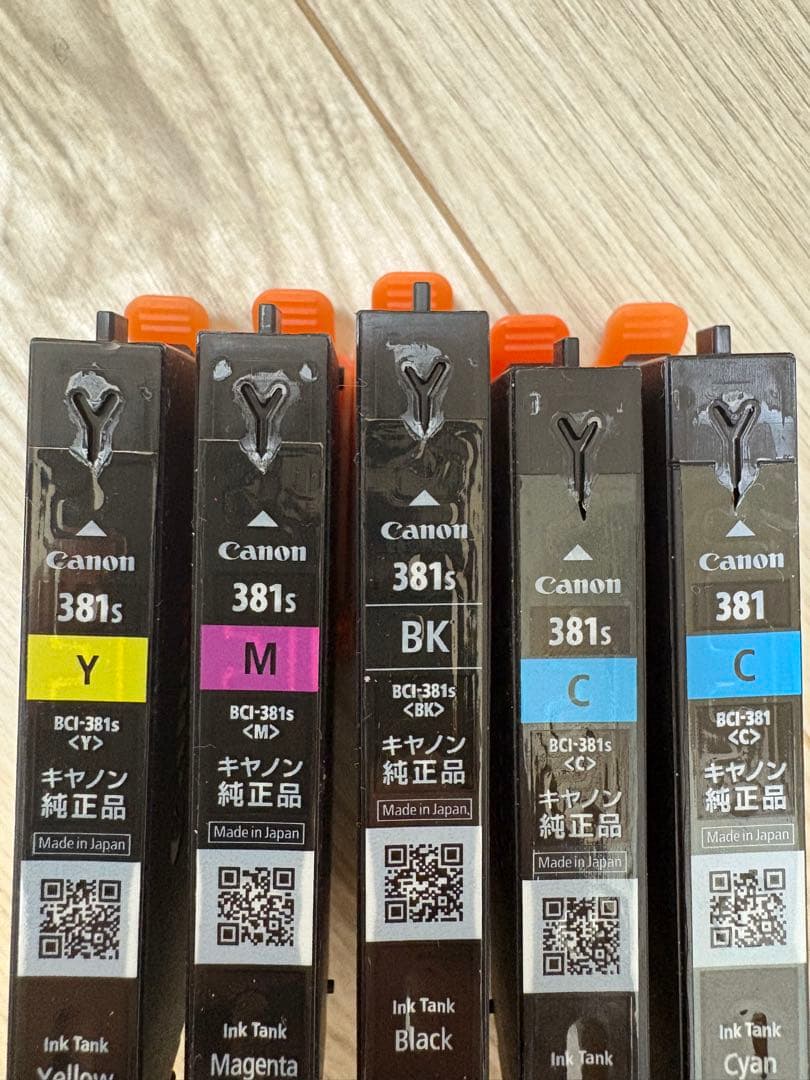 Canon
381s
Y
BCI-381s
<Y>
キヤノン
純正品
Made in Japan
Ink Tank
Yellow
Canon
381s
M
BCI-381s
<M>
キヤノン
純正品
Made in Japan
Ink Tank
Magenta
Canon
381s
BK
BCI-381s
<BK>
キヤノン
純正品
Made in Japan
Ink Tank
Black
Canon
381s
C
BCI-381s
<C>
キヤノン
純正品
Made in Japan
Ink Tank
Canon
381
C
BCI-381
<C>
キヤノン
純正品
Made in Japan
Ink Tank
Cyan